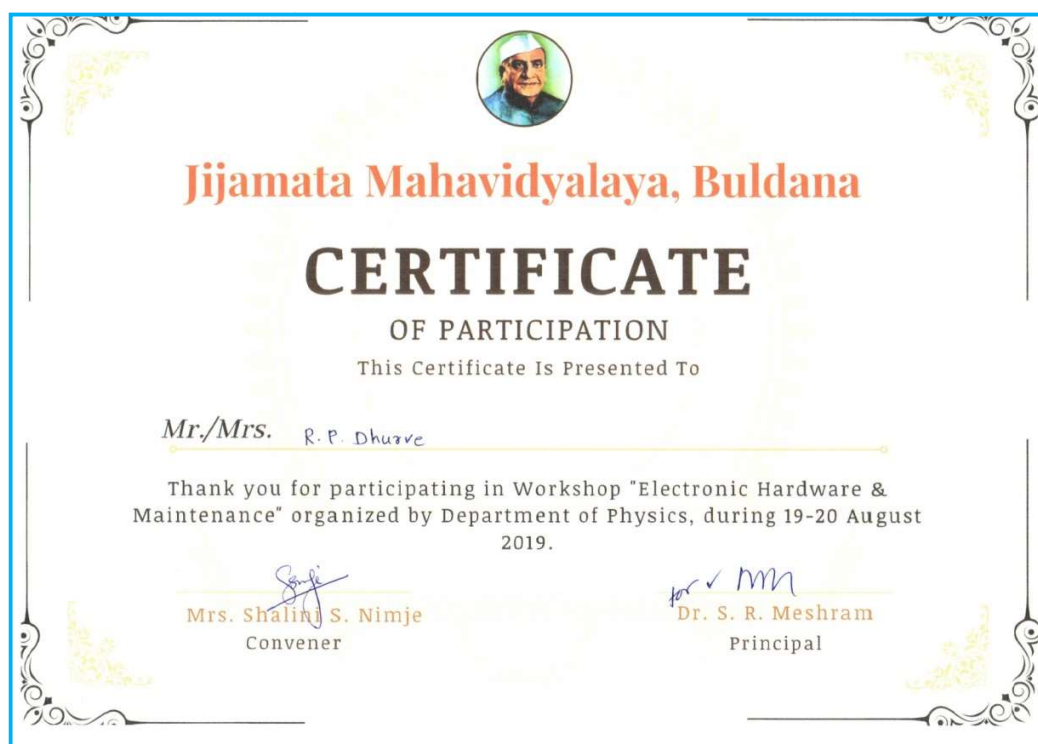 Jijamata Mahavidyalaya, Buldana
CERTIFICATE
OF PARTICIPATION
This Certificate Is Presented To
Mr./Mrs. R. P. Dhurve
Thank you for participating in Workshop "Electronic Hardware &
Maintenance" organized by Department of Physics, during 19-20 August
2019.
for
Mrs. Shalini S. Nimje Dr. S. R. Meshram
Convener Principal